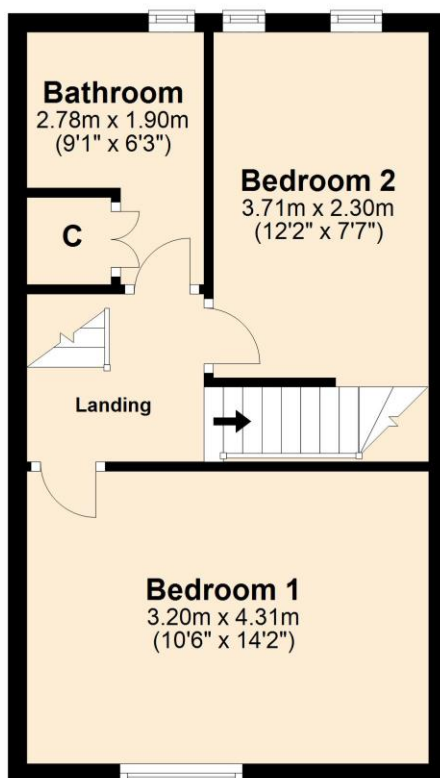 Bathroom
2.78m x 1.90m
(9'1" x 6'3")
Bedroom 2
3.71m x 2.30m
(12'2" x 7'7")
C
Landing
Bedroom 1
3.20m x 4.31m
(10'6" x 14'2")